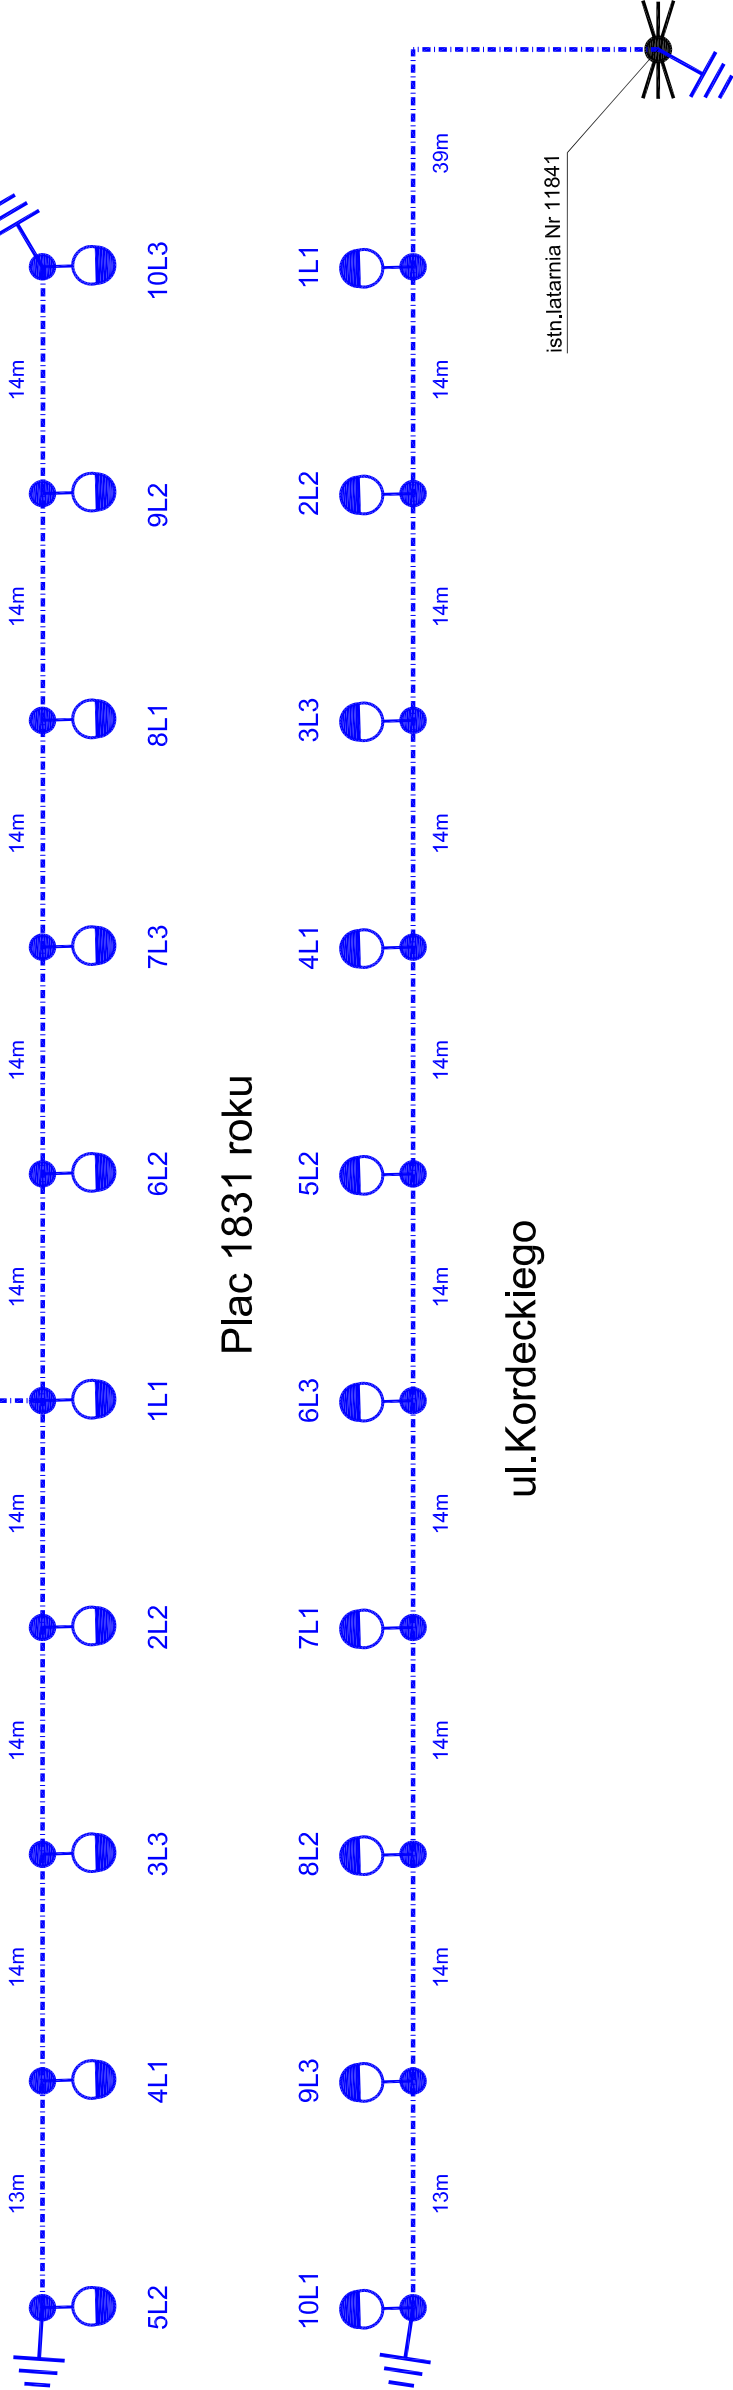 13m 14m 14m 14m 14m 14m 14m 14m 14m
5L2 4L1 3L3 2L2 1L1 6L2 7L3 8L1 9L2 10L3
Plac 1831 roku
10L1 9L3 8L2 7L1 6L3 5L2 4L1 3L3 2L2 1L1
13m 14m 14m 14m 14m 14m 14m 14m 14m 39m
ul.Kordeckiego
istn.latarnia Nr 11841